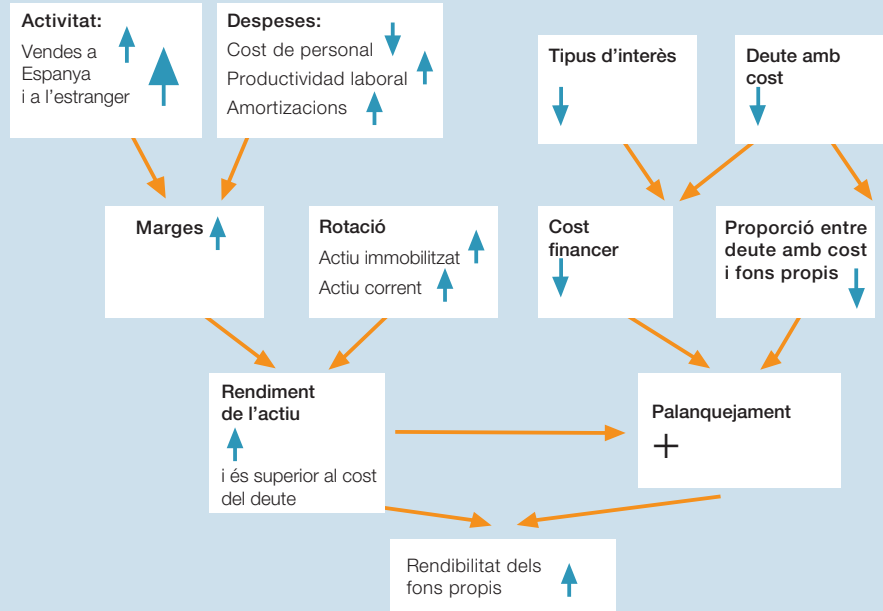 Activitat:
Vendes a
Espanya
i a l'estranger
Despeses:
Cost de personal
Productividad laboral
Amortizacions
Tipus d'interès
Deute amb
cost
Marges
Rotació
Actiu immobilitzat
Actiu corrent
Cost
financer
Proporció entre
deute amb cost
i fons propis
Rendiment
de l'actiu
i és superior al cost
del deute
Palanquejament
+
Rendibilitat dels
fons propis